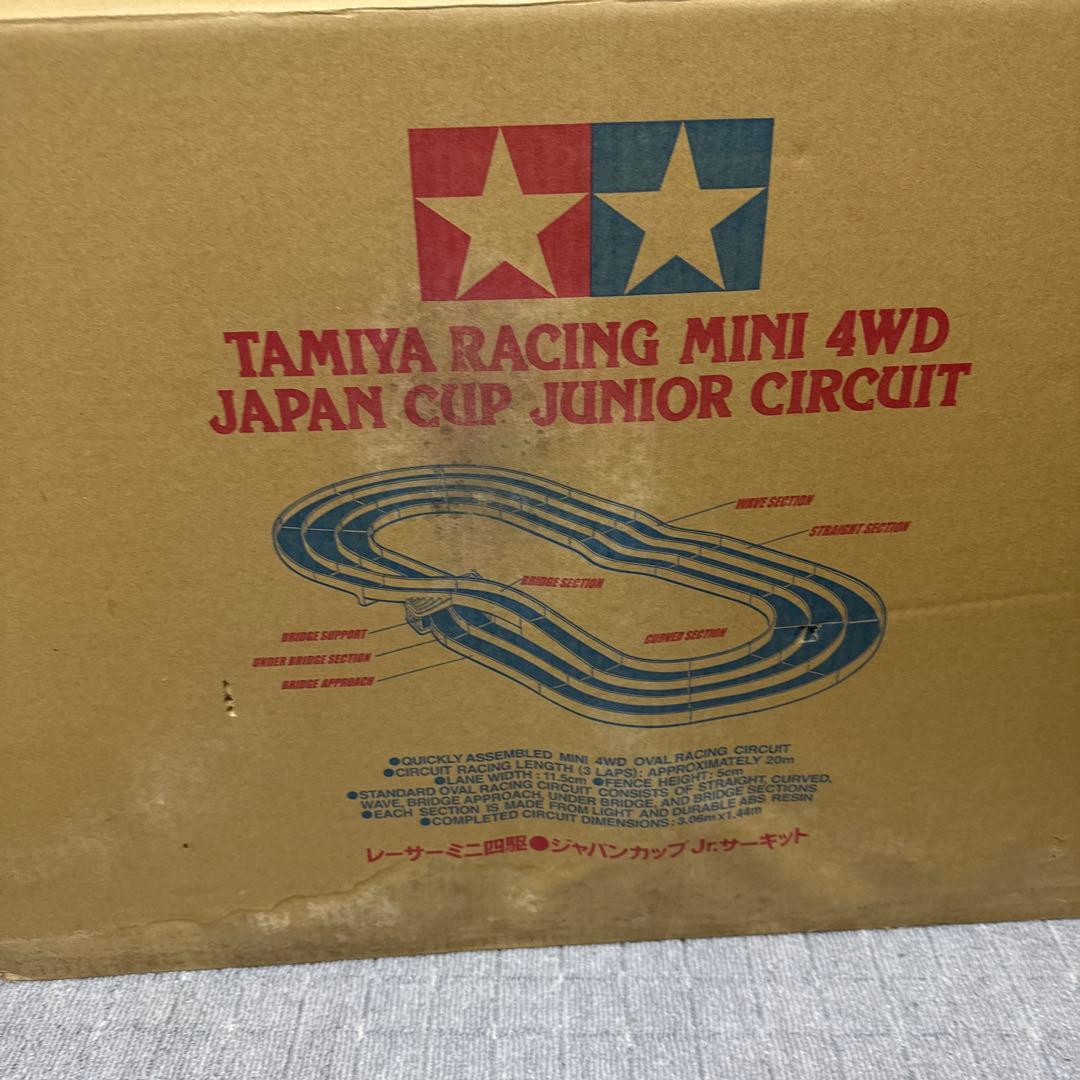 TAMIYA RACING MINI 4WD
JAPAN CUP JUNIOR CIRCUIT
WAVE SECTION
STRAIGHT SECTION
BRIDGE SECTION
BRIDGE SUPPORT
CURVED SECTION
UNDER BRIDGE SECTION
BRIDGE APPROACH
●QUICKLY ASSEMBLED MINI 4WD OVAL RACING CIRCUIT
●CIRCUIT RACING LENGTH (3 LAPS): APPROXIMATELY 20m
●LANE WIDTH : 11.5cm ●FENCE HEIGHT: 5cm
●STANDARD OVAL RACING CIRCUIT CONSISTS OF STRAIGHT, CURVED,
WAVE, BRIDGE APPROACH, UNDER BRIDGE, AND BRIDGE SECTIONS
●EACH SECTION IS MADE FROM LIGHT AND DURABLE ABS RESIN
●COMPLETED CIRCUIT DIMENSIONS : 3.06m×1.44m
レーサーミニ四駆●ジャパンカップJr.サーキット